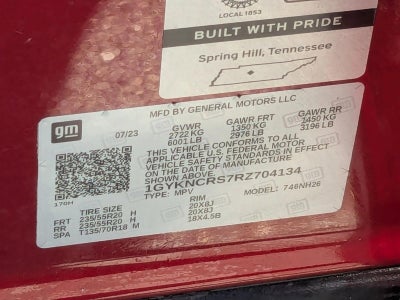 LOCAL 1853
BUILT WITH PRIDE
Spring Hill, Tennessee
MFD BY GENERAL MOTORS LLC
gm
07/23 GVWR GAWR FRT GAWR RR
2722 KG 1350 KG 1450 KG
6001 LB 2976 LB 3196 LB
THIS VEHICLE CONFORMS TO ALL
APPLICABLE U.S. FEDERAL MOTOR
VEHICLE SAFETY STANDARDS IN EFFECT
ON THE DATE OF MANUFACTURE
SHOWN ABOVE.
1GYKNCRS7RZ704134
TYPE: MPV MODEL: 746NH26
TIRE SIZE RIM
FRT 235/55R20 H 20X8J
RR 235/55R20 H 20X8J
SPA T135/70R18 M 18X4.5B